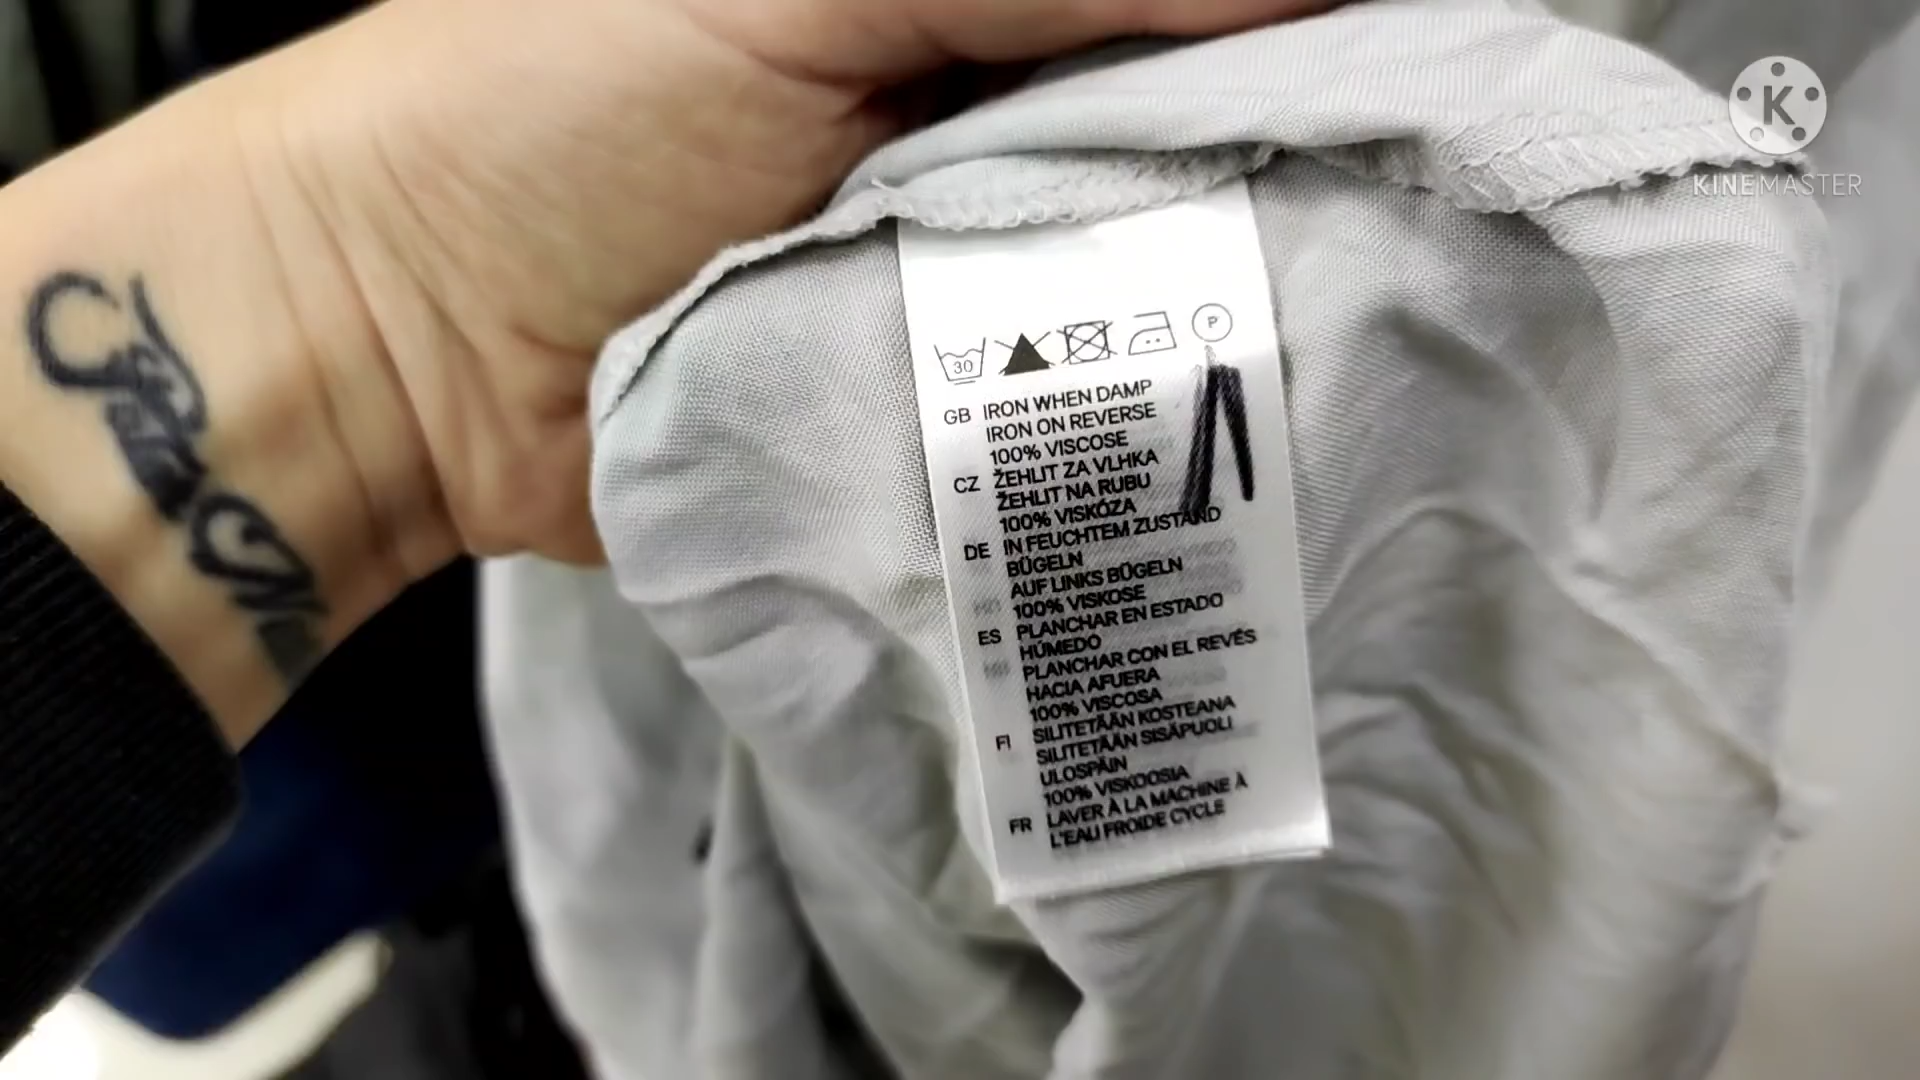 KINEMASTER
30
P
GB IRON WHEN DAMP
IRON ON REVERSE
100% VISCOSE
CZ ŽEHLIT ZA VLHKA
ŽEHLIT NA RUBU
100% VISKÓZA
DE IN FEUCHTEM ZUSTAND
BÜGELN
AUF LINKS BÜGELN
100% VISKOSE
ES PLANCHAR EN ESTADO
HÚMEDO
PLANCHAR CON EL REVÉS
HACIA AFUERA
100% VISCOSA
FI SILITETÄÄN KOSTEANA
SILITETÄÄN SISÄPUOLI
ULOSPÄIN
100% VISKOOSIA
FR LAVER À LA MACHINE À
L'EAU FROIDE CYCLE